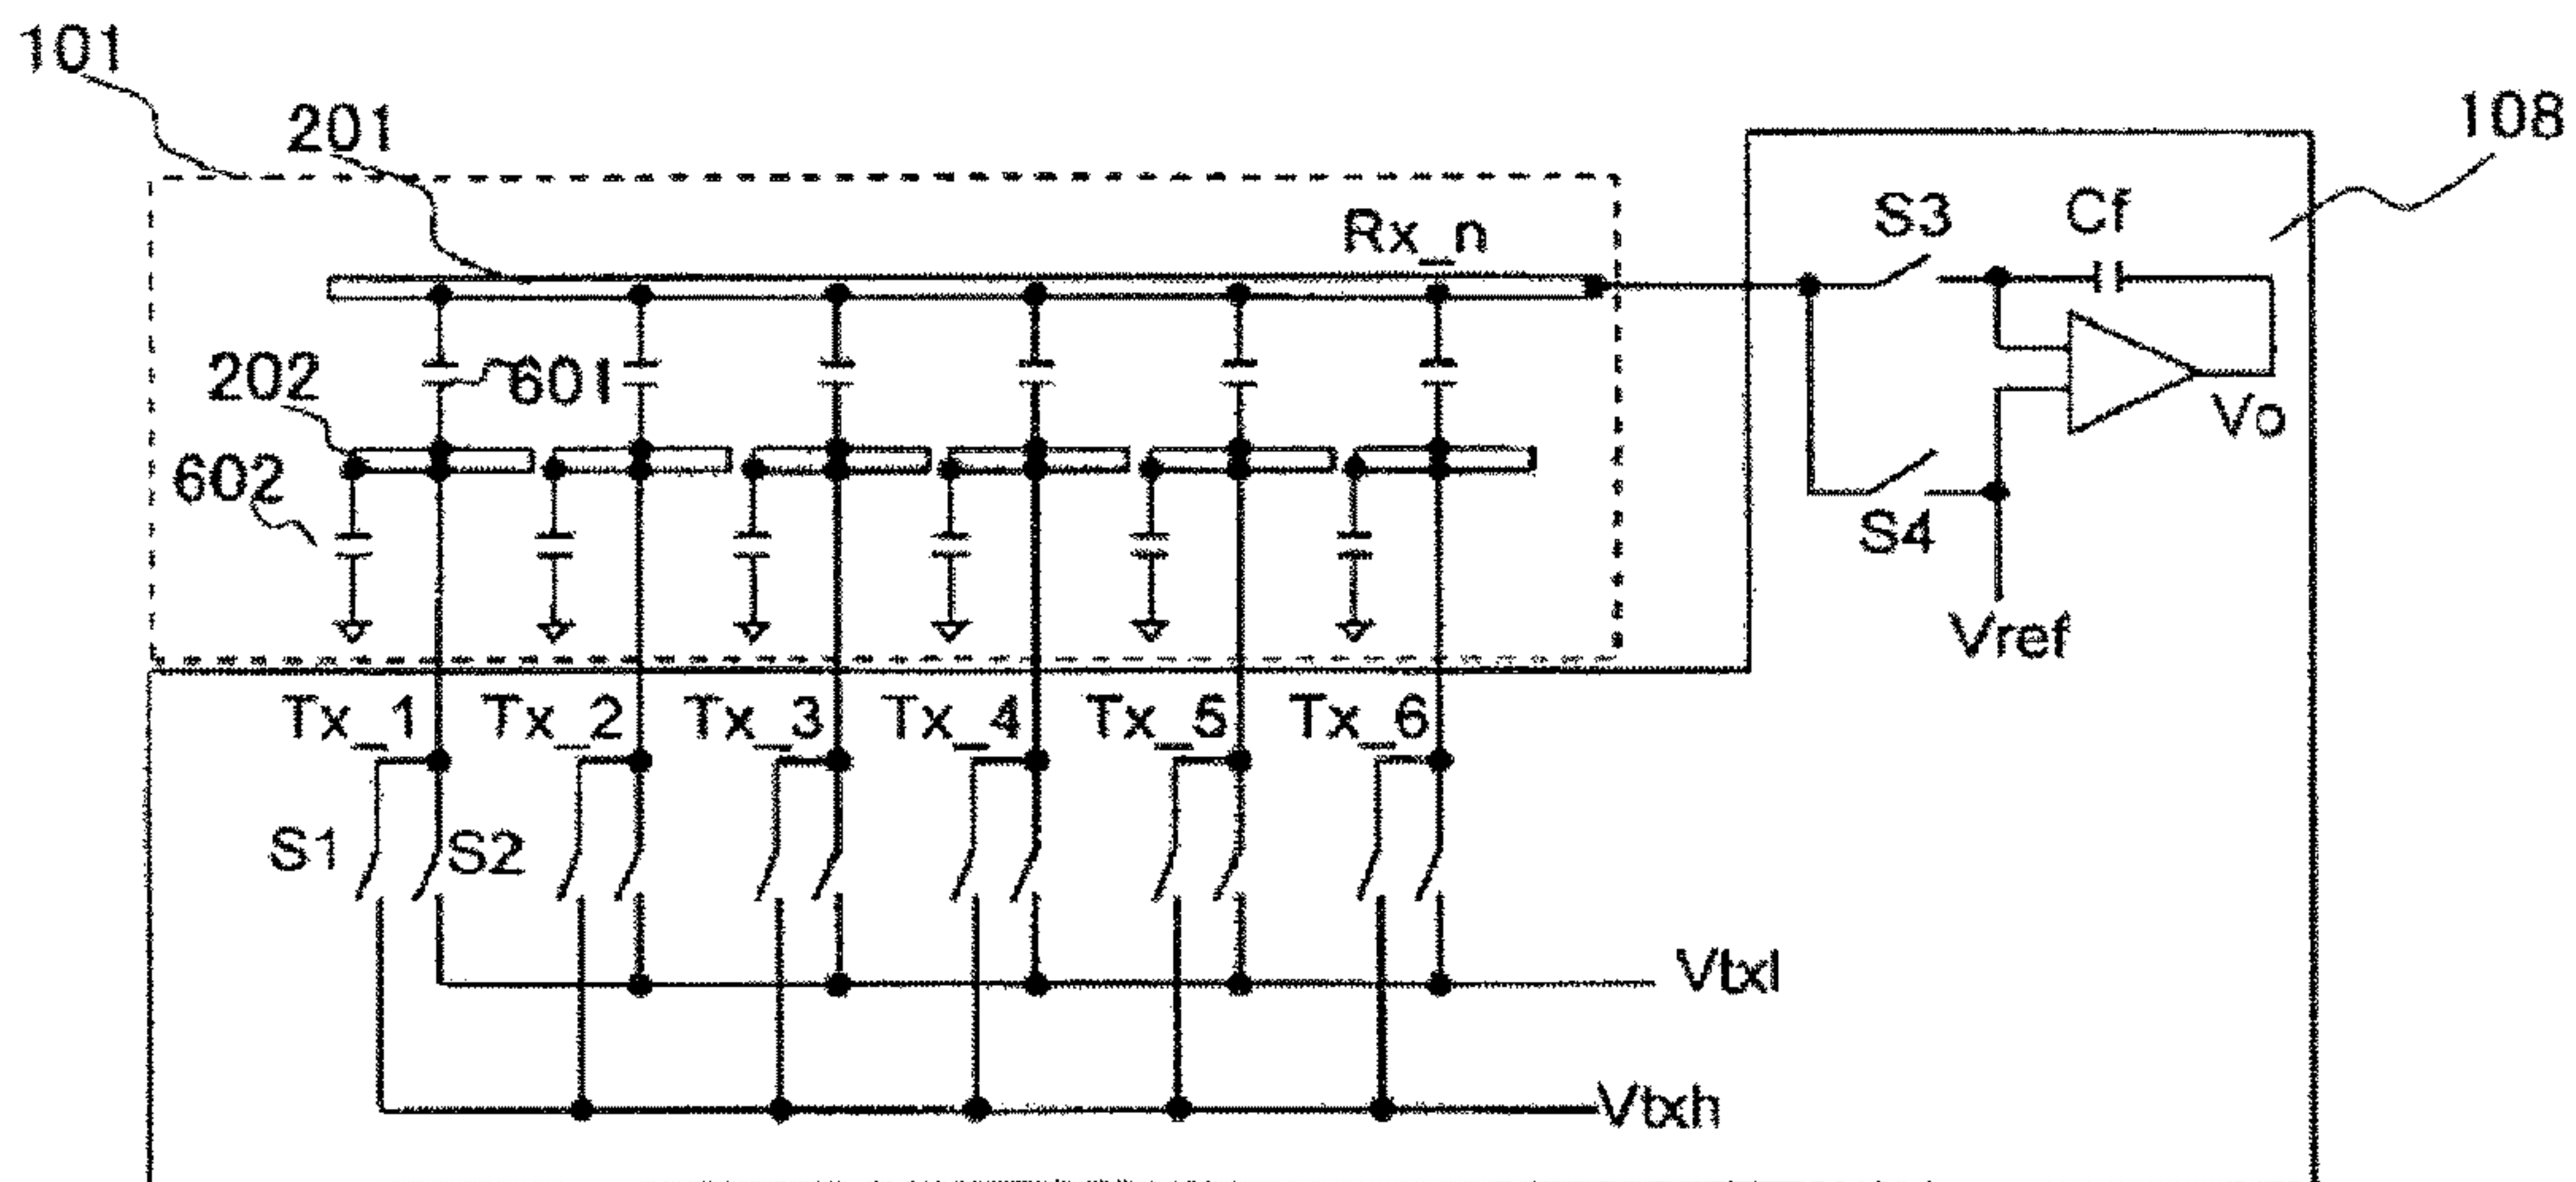 101
201
108
S3
Cf
Rx_n
202
601
Vo
602
S4
Vref
Tx_1
Tx_2
Tx_3
Tx_4
Tx_5
Tx_6
S1
S2
Vtxl
Vtxh